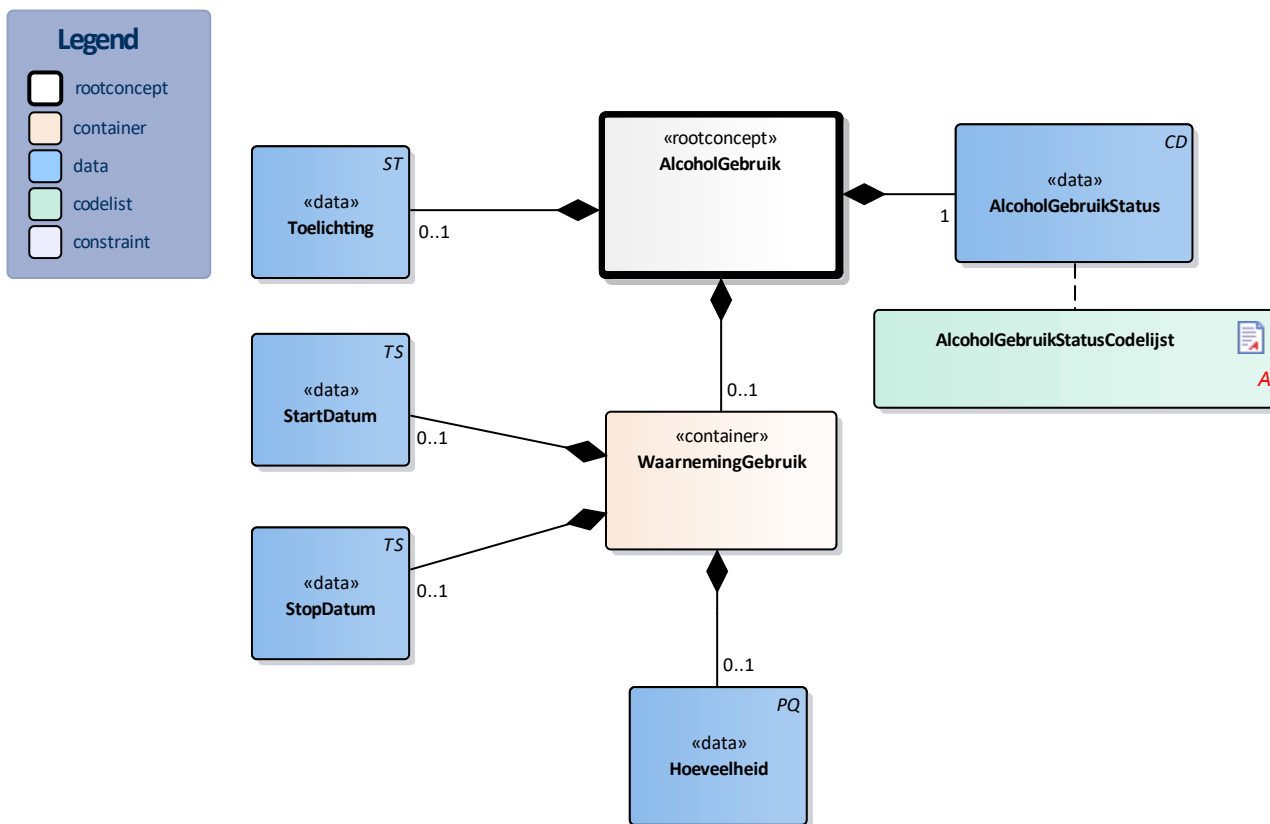 Legend
rootconcept
container
data
codelist
constraint
ST
«data»
Toelichting
0..1
«rootconcept»
AlcoholGebruik
CD
«data»
AlcoholGebruikStatus
1
AlcoholGebruikStatusCodelijst
A
TS
«data»
StartDatum
0..1
0..1
«container»
WaarnemingGebruik
TS
«data»
StopDatum
0..1
0..1
PQ
«data»
Hoeveelheid